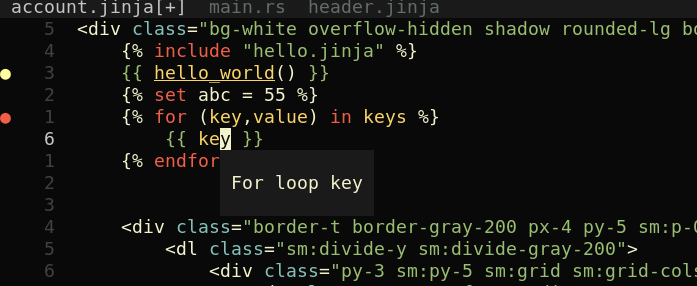 account.jinja[+] main.rs header.jinja
5 <div class="bg-white overflow-hidden shadow rounded-lg
4 {% include "hello.jinja" %}
3 {{ hello_world() }}
2 {% set abc = 55 %}
1 {% for (key,value) in keys %}
6 {{ key }}
1 {% endfor
2 For loop key
3
4 <div class="border-t border-gray-200 px-4 py-5 sm:p-0
5 <dl class="sm:divide-y sm:divide-gray-200">
6 <div class="py-3 sm:py-5 sm:grid sm:grid-cols